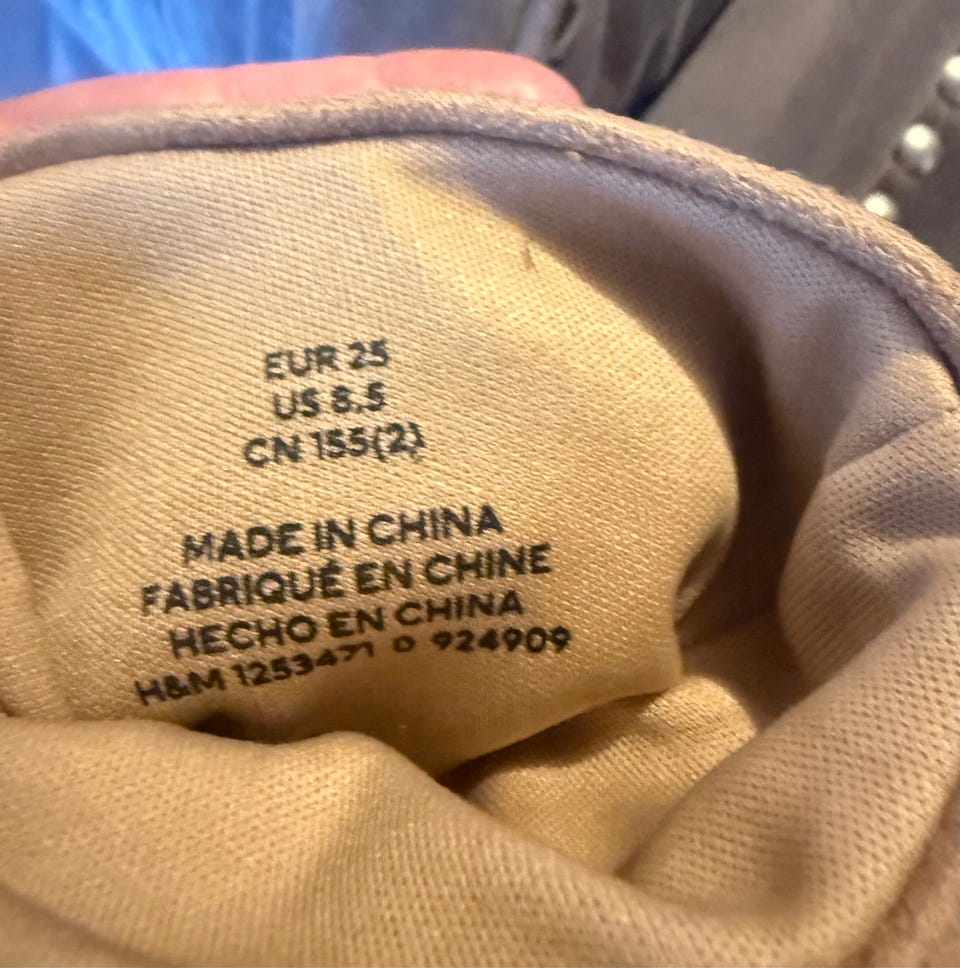 EUR 25
US 8.5
CN 155(2)
MADE IN CHINA
FABRIQUÉ EN CHINE
HECHO EN CHINA
H&M 1253471 0 924909